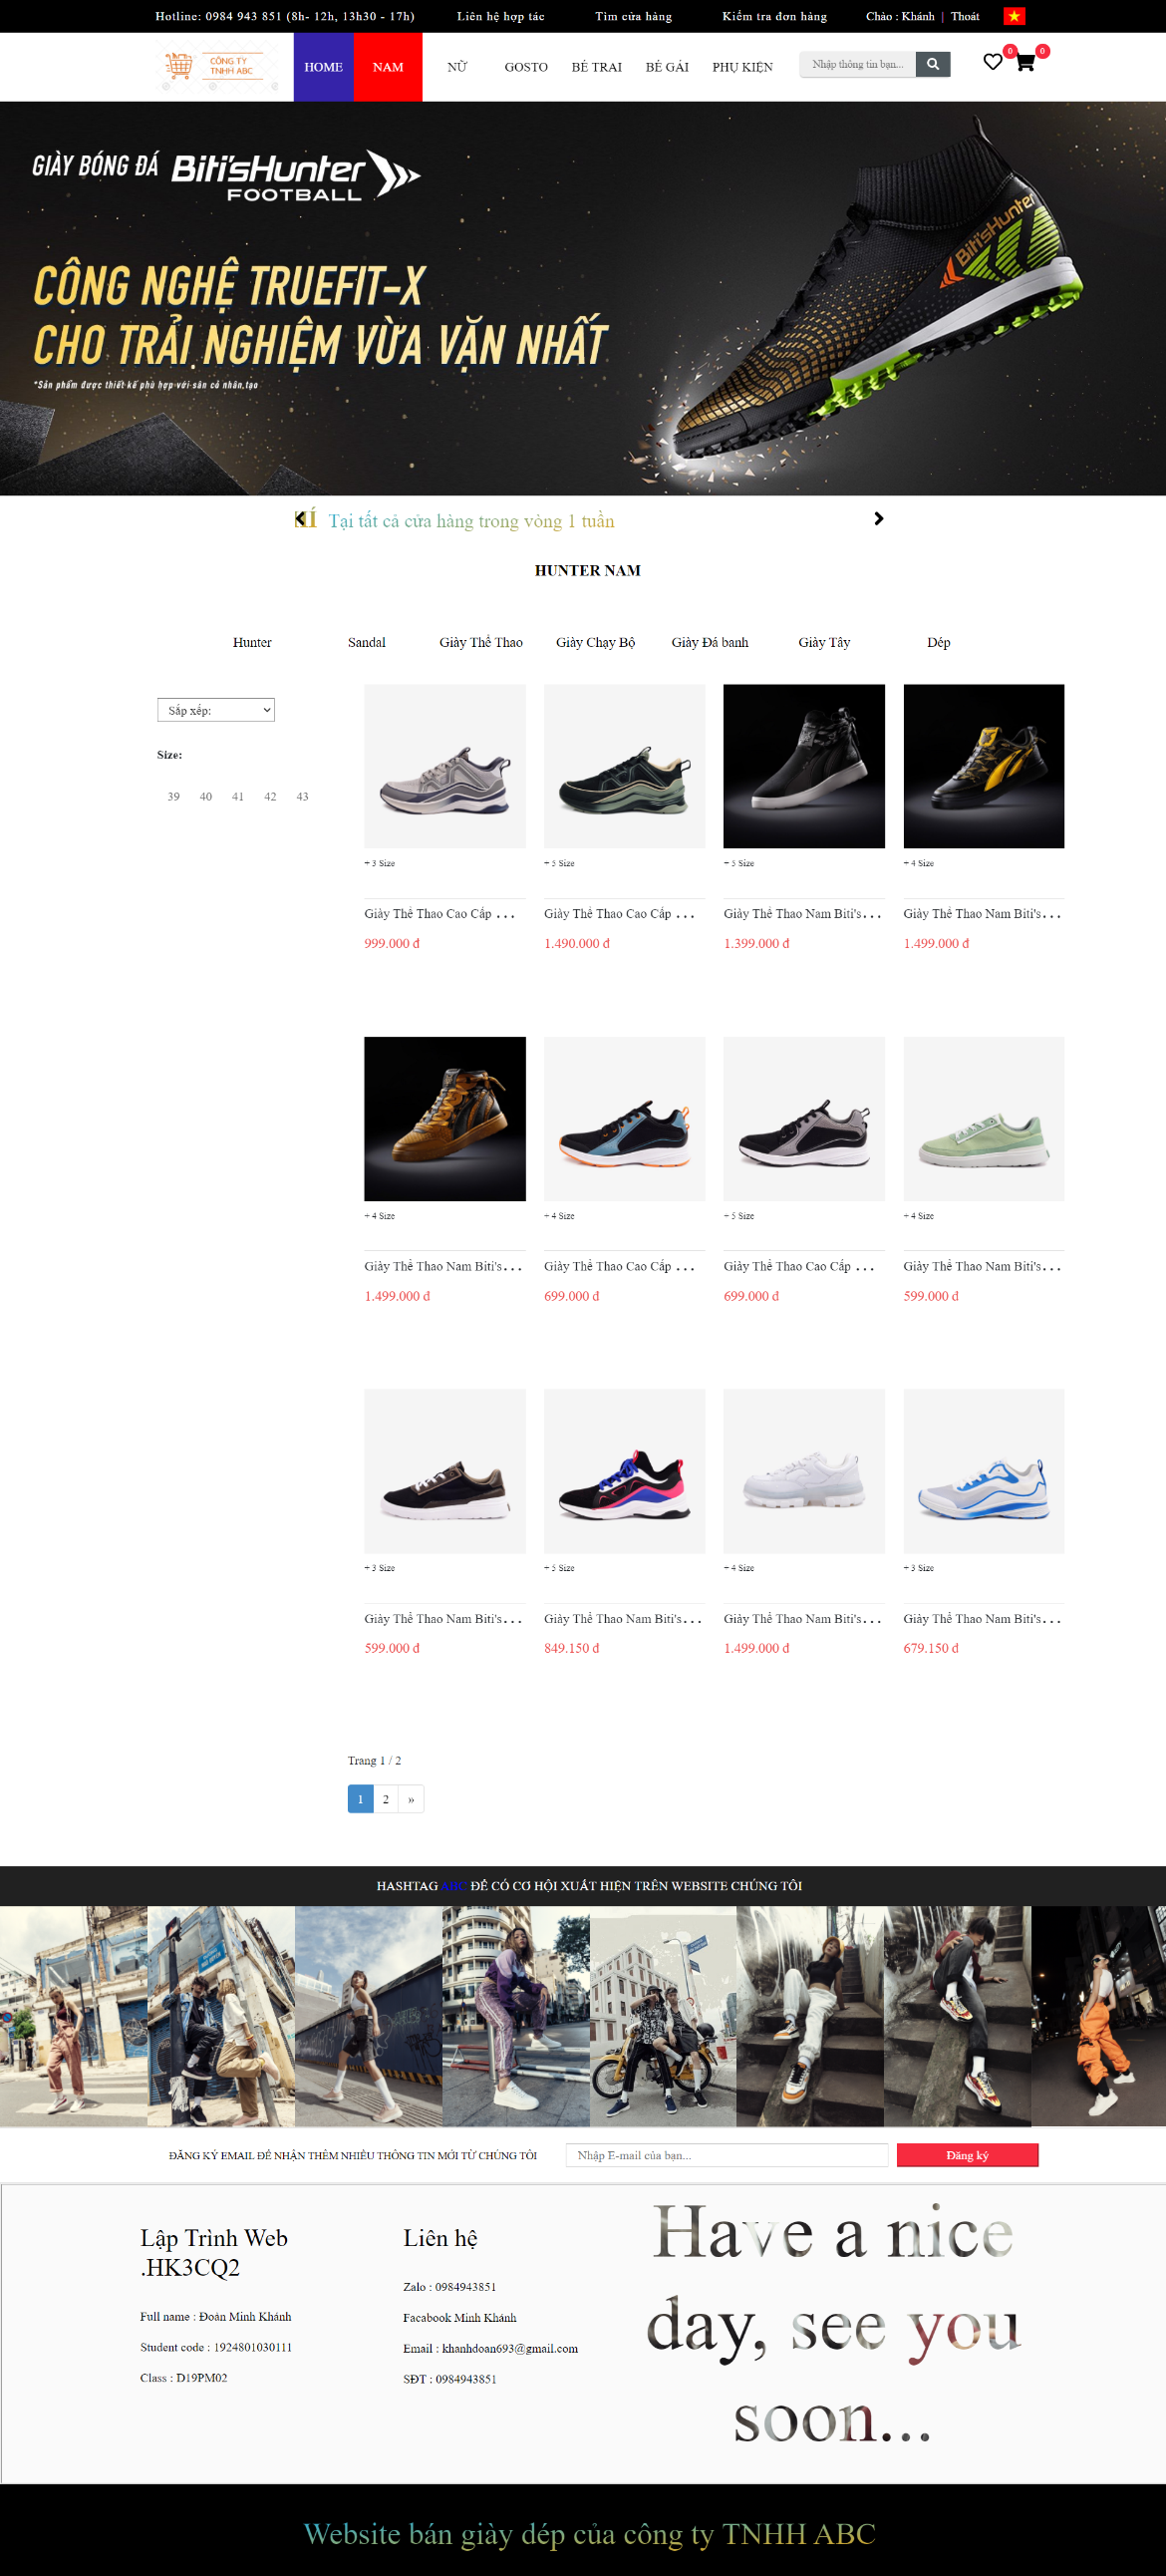 Hotline: 0984 943 851 (8h- 12h, 13h30 - 17h) Liên hệ hợp tác Tìm cửa hàng Kiểm tra đơn hàng Chào : Khánh | Thoát
CÔNG TY
TNHH ABC
HOME NAM NỮ GOSTO BÉ TRAI BÉ GÁI PHỤ KIỆN Nhập thông tin bạn... 0 0
GIÀY BÓNG ĐÁ Biti'sHunter
FOOTBALL
CÔNG NGHỆ TRUEFIT-X
CHO TRẢI NGHIỆM VỪA VẶN NHẤT
*Sản phẩm được thiết kế phù hợp với sân cỏ nhân tạo
Biti'sHunter
Tại tất cả cửa hàng trong vòng 1 tuần
HUNTER NAM
Hunter Sandal Giày Thể Thao Giày Chạy Bộ Giày Đá banh Giày Tây Dép
Sắp xếp:
Size:
39 40 41 42 43
+ 3 Size + 5 Size + 5 Size + 4 Size
Giày Thể Thao Cao Cấp ... Giày Thể Thao Cao Cấp ... Giày Thể Thao Nam Biti's... Giày Thể Thao Nam Biti's...
999.000 đ 1.490.000 đ 1.399.000 đ 1.499.000 đ
+ 4 Size + 4 Size + 5 Size + 4 Size
Giày Thể Thao Nam Biti's... Giày Thể Thao Cao Cấp ... Giày Thể Thao Cao Cấp ... Giày Thể Thao Nam Biti's...
1.499.000 đ 699.000 đ 699.000 đ 599.000 đ
+ 3 Size + 5 Size + 4 Size + 3 Size
Giày Thể Thao Nam Biti's... Giày Thể Thao Nam Biti's... Giày Thể Thao Nam Biti's... Giày Thể Thao Nam Biti's...
599.000 đ 849.150 đ 1.499.000 đ 679.150 đ
Trang 1 / 2
1 2 »
HASHTAG ABC ĐỂ CÓ CƠ HỘI XUẤT HIỆN TRÊN WEBSITE CHÚNG TÔI
ĐĂNG KÝ EMAIL ĐỂ NHẬN THÊM NHIỀU THÔNG TIN MỚI TỪ CHÚNG TÔI Nhập E-mail của bạn... Đăng ký
Lập Trình Web
.HK3CQ2
Full name : Đoàn Minh Khánh
Student code : 1924801030111
Class : D19PM02
Liên hệ
Zalo : 0984943851
Facabook Minh Khánh
Email : khanhdoan693@gmail.com
SĐT : 0984943851
Have a nice
day, see you
soon...
Website bán giày dép của công ty TNHH ABC